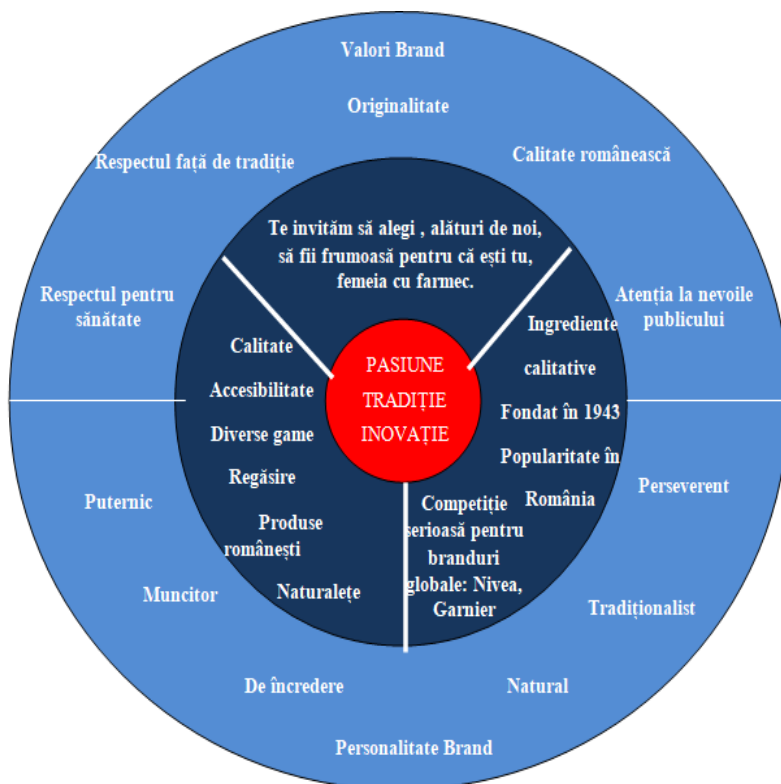 Valori Brand
Originalitate
Respectul față de tradiție
Calitate românească
Respectul pentru
sănătate
Atenția la nevoile
publicului
Te invităm să alegi , alături de noi,
să fii frumoasă pentru că ești tu,
femeia cu farmec.
Calitate
Accesibilitate
Diverse game
Regăsire
Produse
românești
Naturalețe
PASIUNE
TRADIȚIE
INOVAȚIE
Ingrediente
calitative
Fondat în 1943
Popularitate în
România
Competiție
serioasă pentru
branduri
globale: Nivea,
Garnier
Puternic
Muncitor
De încredere
Perseverent
Tradiționalist
Natural
Personalitate Brand